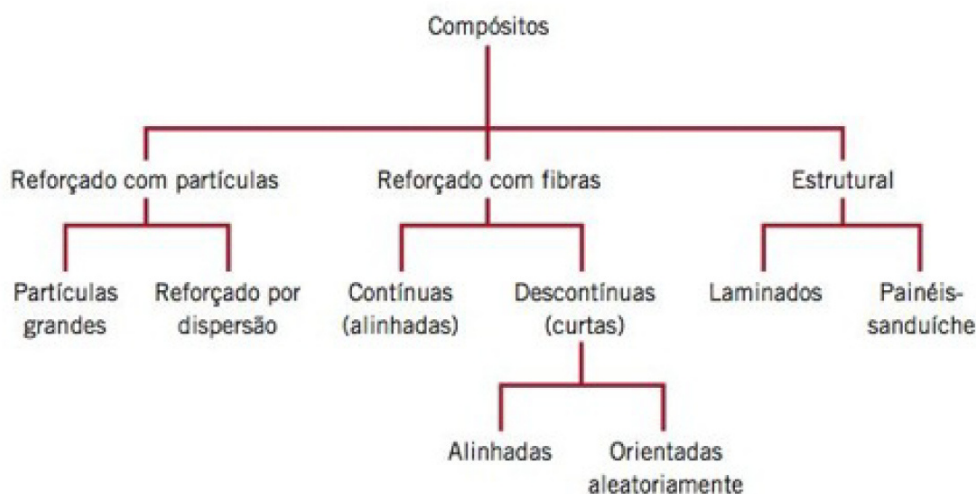 Compósitos
Reforçado com partículas
Reforçado com fibras
Estrutural
Partículas
grandes
Reforçado por
dispersão
Contínuas
(alinhadas)
Descontínuas
(curtas)
Laminados
Painéis-
sanduíche
Alinhadas
Orientadas
aleatoriamente